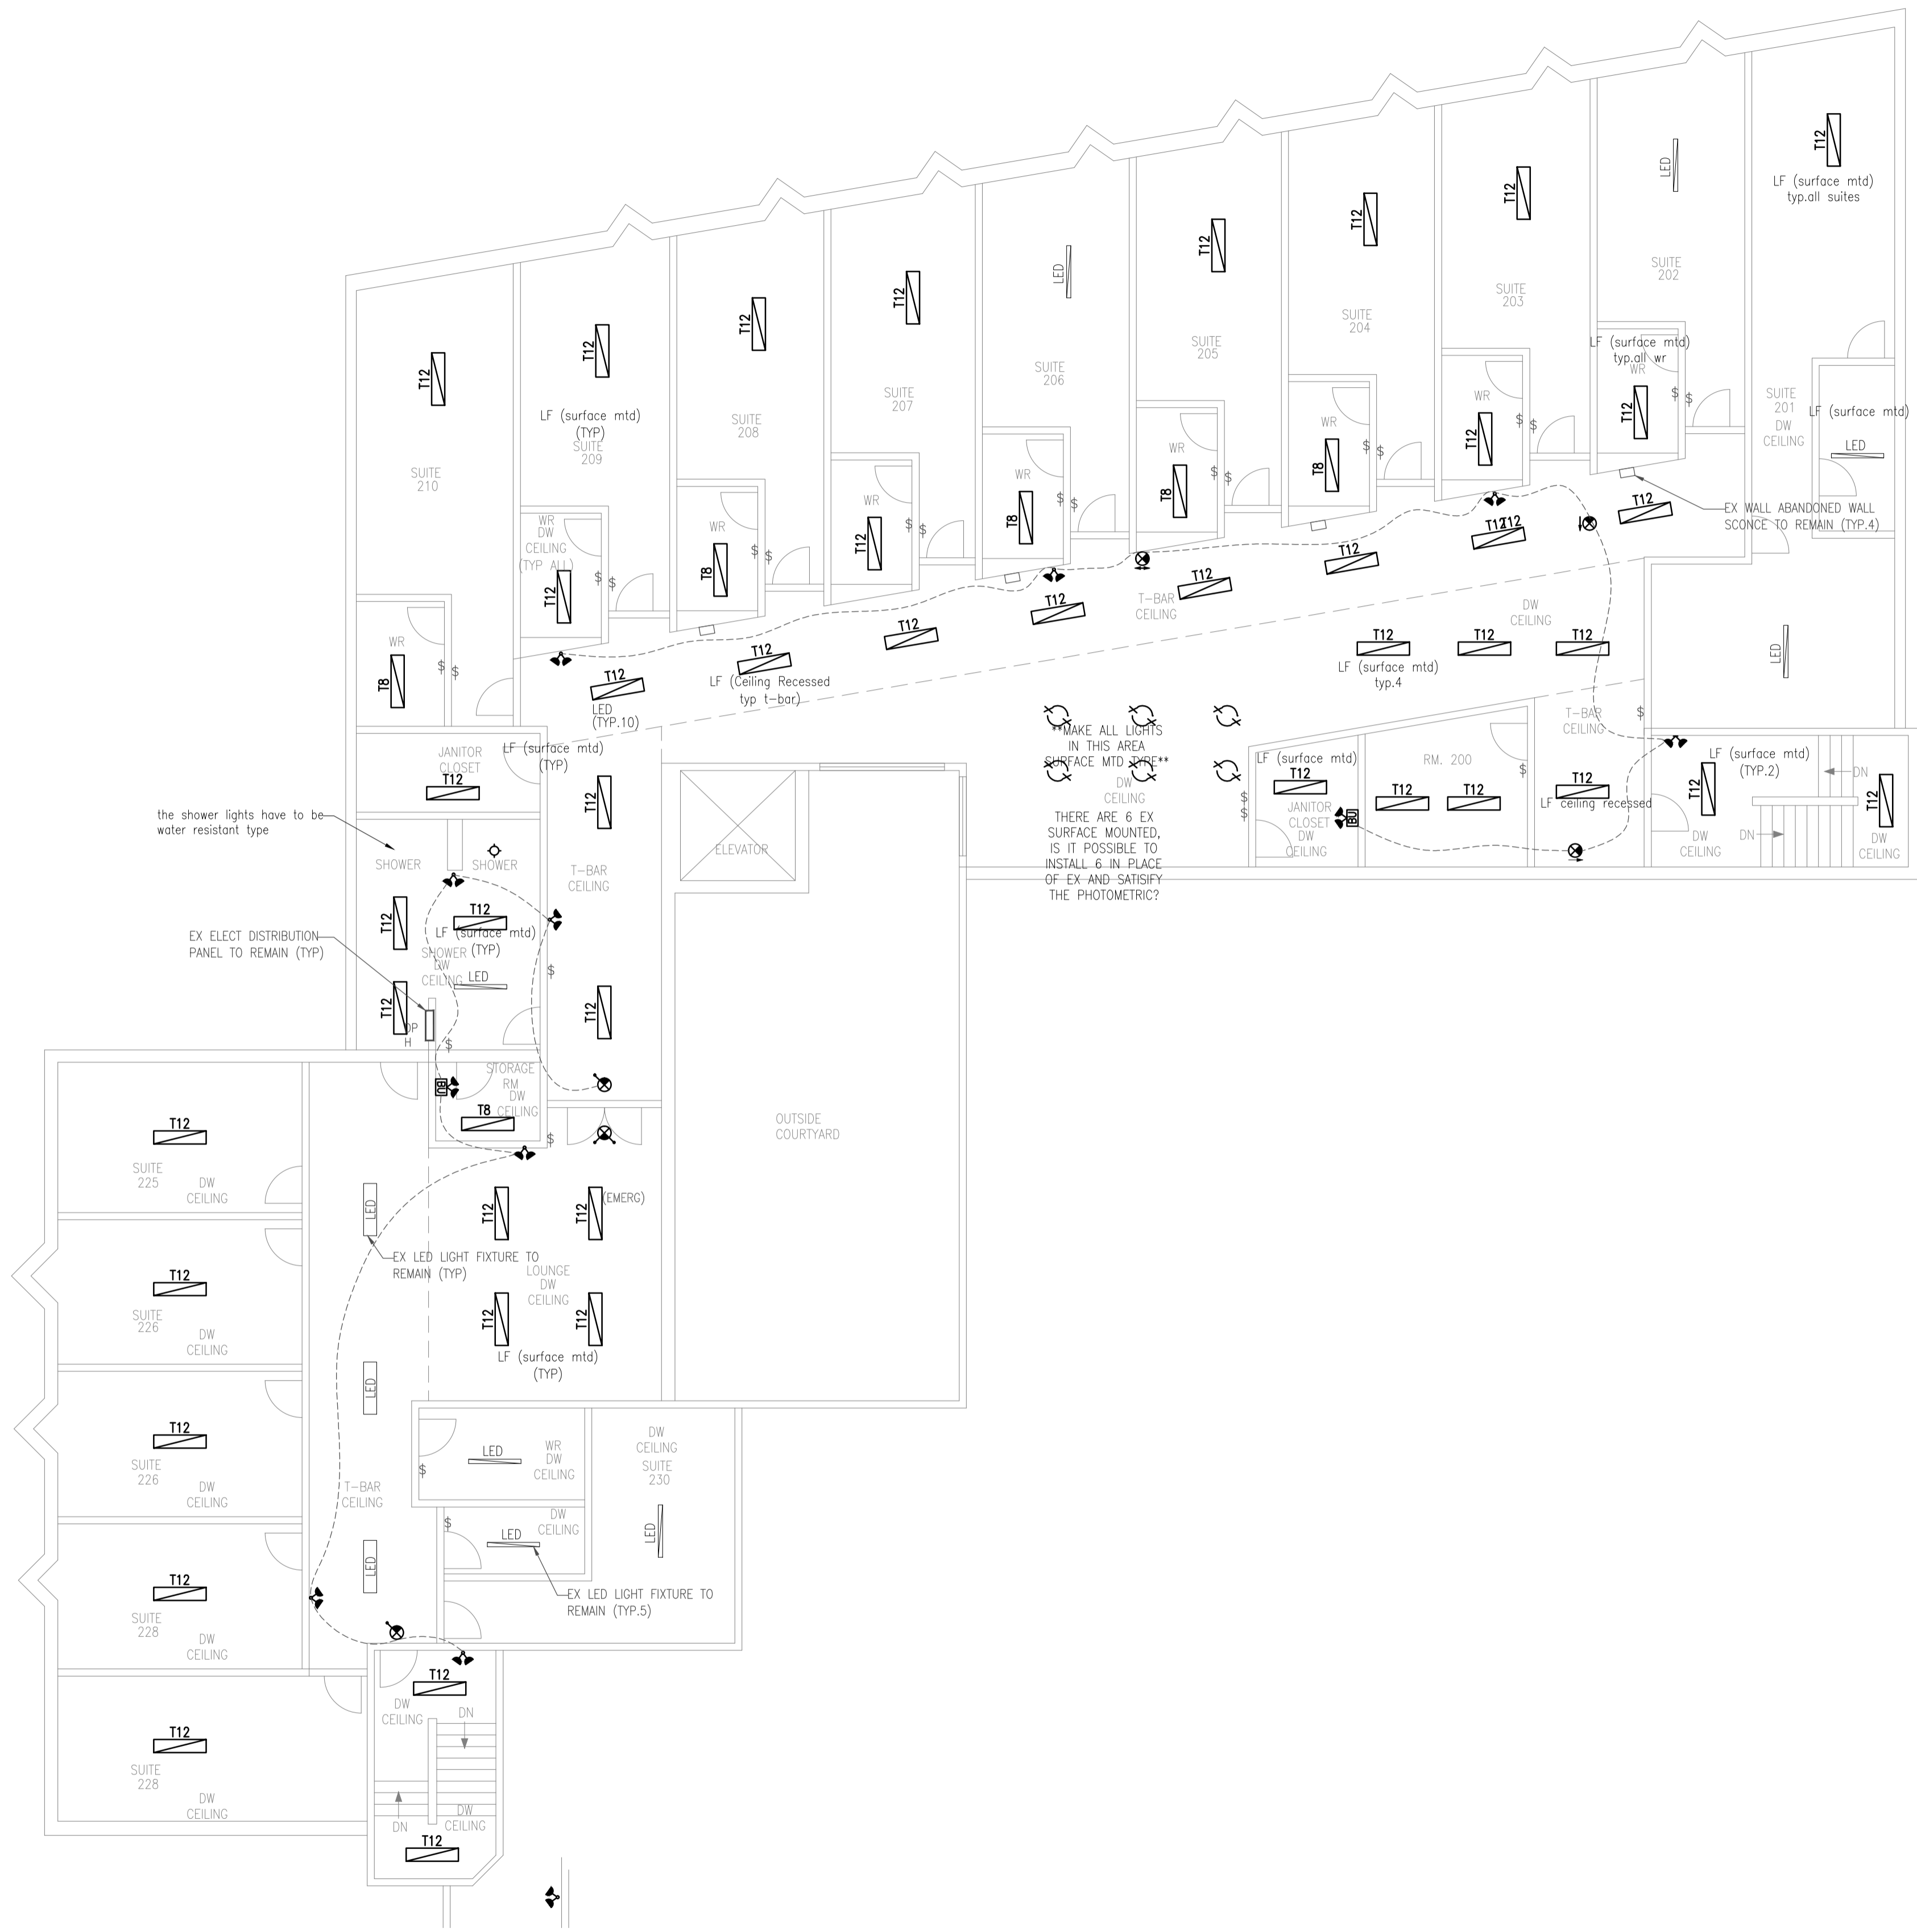 T12
LF (surface mtd)
typ.all suites
LED
SUITE
202
T12
SUITE
203
T12
SUITE
204
T12
SUITE
205
LED
SUITE
206
T12
SUITE
207
T12
SUITE
208
T12
LF (surface mtd)
(TYP)
SUITE
209
T12
SUITE
210
LF (surface mtd)
typ.all wr
WR
T12
$
$
SUITE
201
DW
CEILING
LF (surface mtd)
LED
EX WALL ABANDONED WALL
SCONCE TO REMAIN (TYP.4)
WR
T12
$
$
WR
T8
$
$
WR
T8
$
$
WR
T8
$
$
WR
T12
$
$
WR
T8
$
$
WR
DW
CEILING
(TYP ALL)
T12
$
$
WR
T8
$
$
T12
T12
T12
T12
T12
T12
T12
T12
T12
T-BAR
CEILING
LF (Ceiling Recessed
typ t-bar)
LED
(TYP.10)
DW
CEILING
T12
T12
T12
LF (surface mtd)
typ.4
LED
T-BAR
CEILING
$
**MAKE ALL LIGHTS
IN THIS AREA
SURFACE MTD TYPE**
DW
CEILING
THERE ARE 6 EX
SURFACE MOUNTED,
IS IT POSSIBLE TO
INSTALL 6 IN PLACE
OF EX AND SATISIFY
THE PHOTOMETRIC?
LF (surface mtd)
T12
JANITOR
CLOSET
DW
CEILING
$
$
BU
RM. 200
T12
T12
$
T12
LF ceiling recessed
LF (surface mtd)
(TYP.2)
T12
DW
CEILING
DN
DN
T12
DW
CEILING
JANITOR
CLOSET
T12
LF (surface mtd)
(TYP)
T12
T-BAR
CEILING
ELEVATOR
the shower lights have to be
water resistant type
SHOWER
SHOWER
T12
T12
LF (surface mtd)
(TYP)
SHOWER
DW
CEILING
LED
EX ELECT DISTRIBUTION
PANEL TO REMAIN (TYP)
T12
DP
H
$
$
T12
STORAGE
RM
DW
CEILING
BU
T8
$
OUTSIDE
COURTYARD
T12
SUITE
225
DW
CEILING
LED
EX LED LIGHT FIXTURE TO
REMAIN (TYP)
T12
T12
(EMERG)
LOUNGE
DW
CEILING
T12
T12
LF (surface mtd)
(TYP)
T12
SUITE
226
DW
CEILING
LED
T12
SUITE
226
DW
CEILING
T-BAR
CEILING
LED
WR
DW
CEILING
$
DW
CEILING
SUITE
230
LED
DW
CEILING
$
LED
EX LED LIGHT FIXTURE TO
REMAIN (TYP.5)
LED
T12
SUITE
228
DW
CEILING
T12
SUITE
228
DW
CEILING
T12
DW
CEILING
DN
DN
DW
CEILING
T12